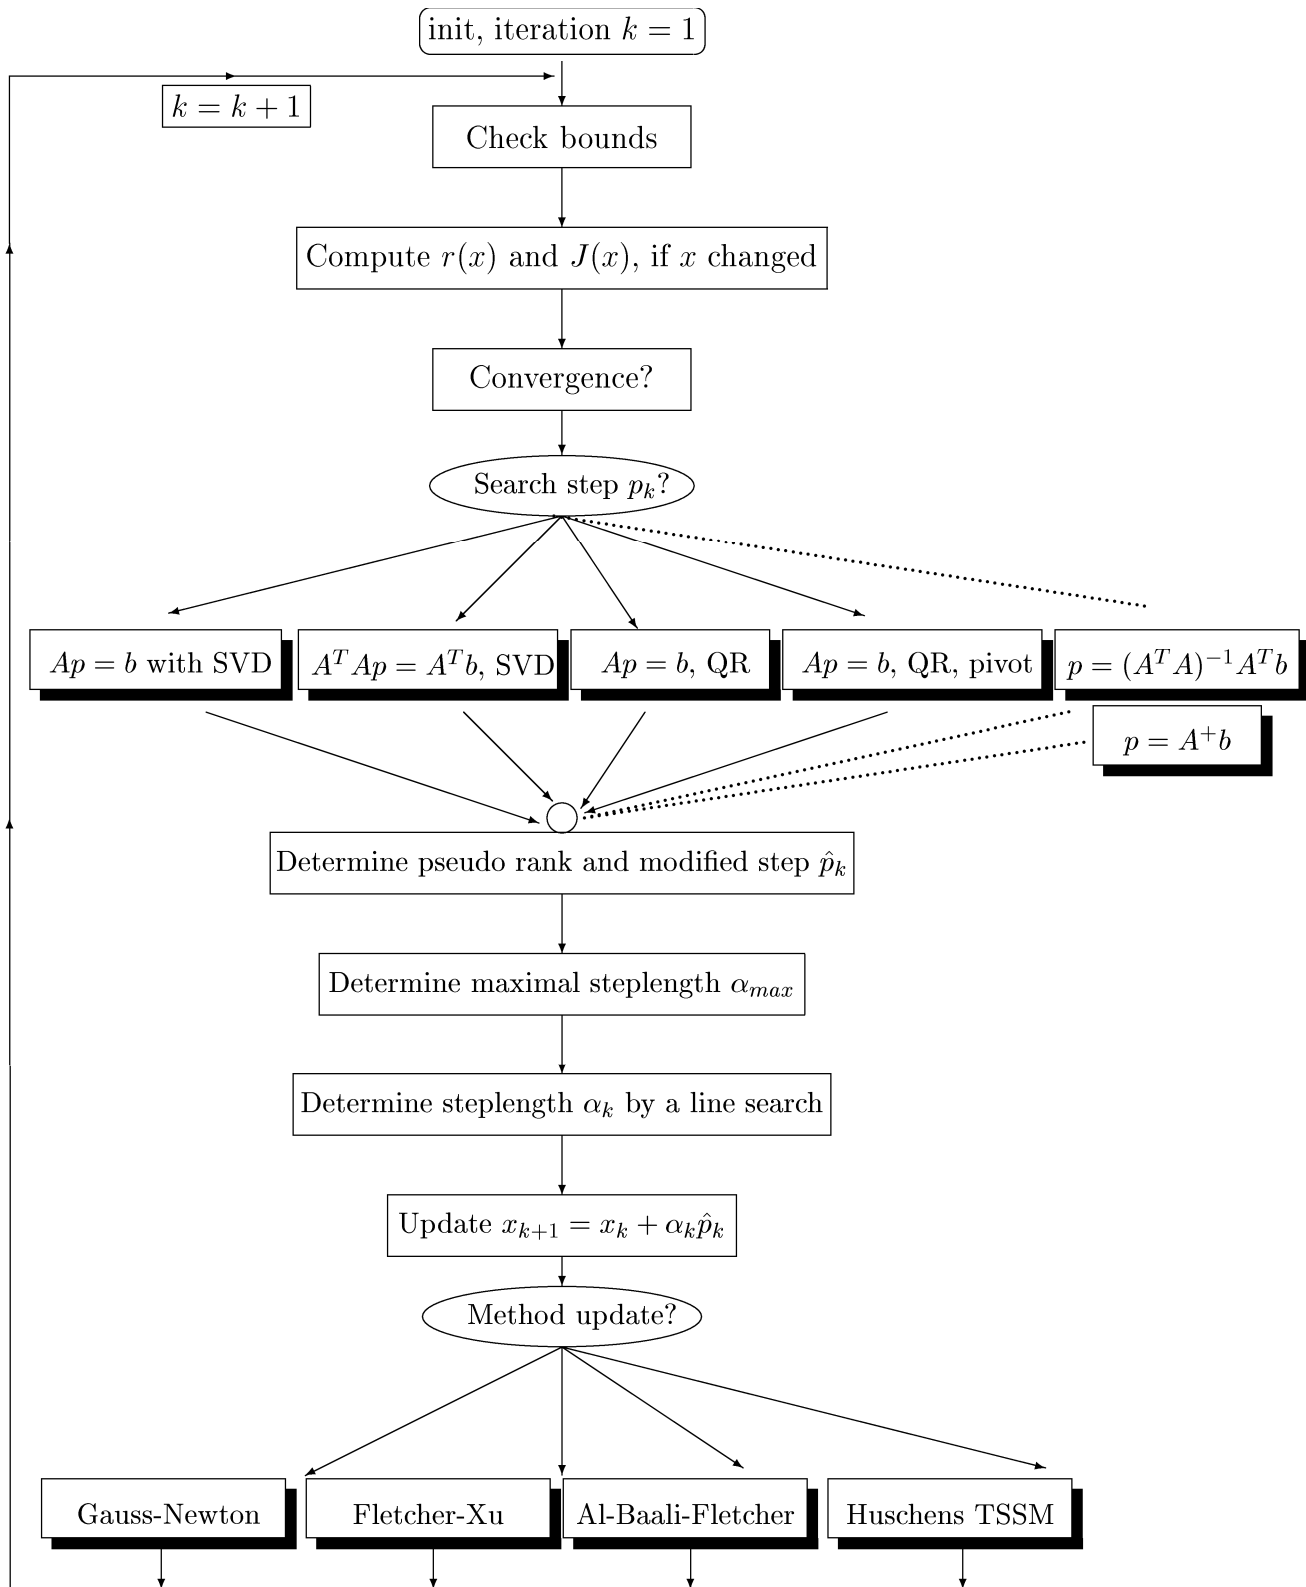 init, iteration k = 1
k = k + 1
Check bounds
Compute r(x) and J(x), if x changed
Convergence?
Search step p_k?
Ap = b with SVD
A^T Ap = A^T b, SVD
Ap = b, QR
Ap = b, QR, pivot
p = (A^T A)^{-1} A^T b
p = A^+ b
Determine pseudo rank and modified step p̂_k
Determine maximal steplength α_{max}
Determine steplength α_k by a line search
Update x_{k+1} = x_k + α_k p̂_k
Method update?
Gauss-Newton
Fletcher-Xu
Al-Baali-Fletcher
Huschens TSSM